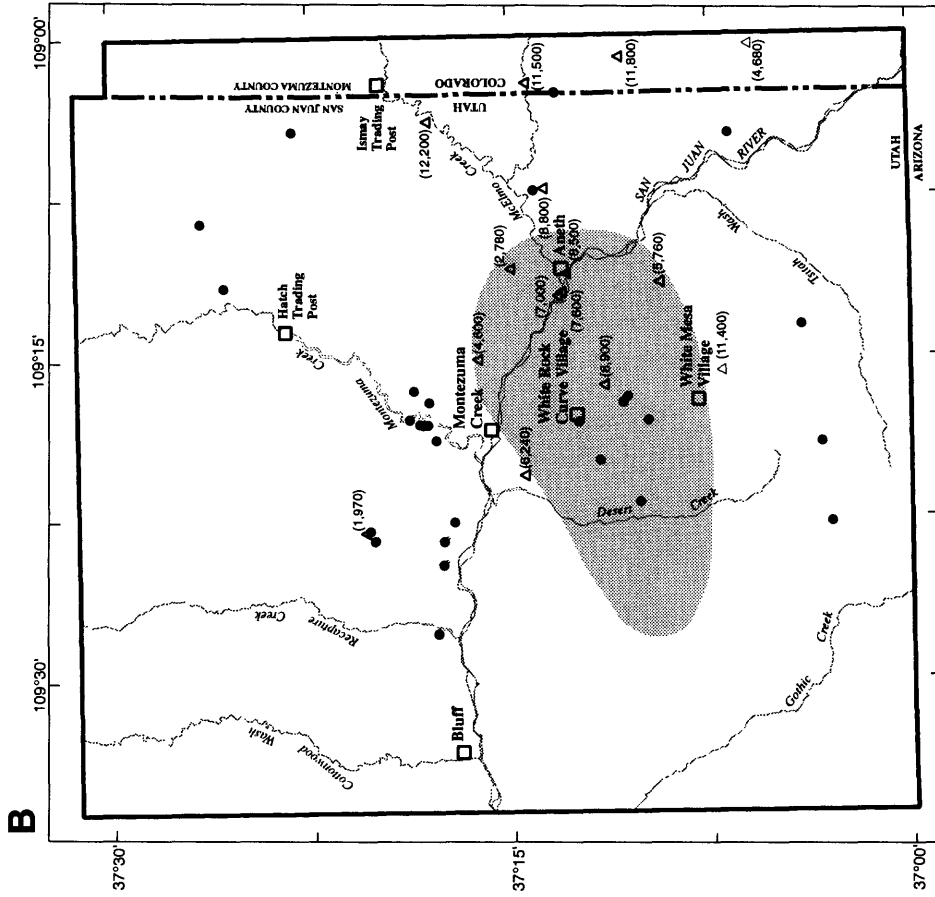 B
109°30'
109°15'
109°00'
37°30'
37°15'
37°00'
SAN JUAN COUNTY
MONTEZUMA COUNTY
UTAH
COLORADO
Cottonwood
Wash
Recapture
Creek
Montezuma
Creek
Hatch
Trading
Post
Ismay
Trading
Post
McElmo
Creek
(12,200)
(1,970)
(11,500)
(11,800)
(4,680)
Bluff
Montezuma
Creek
(4,600)
(2,780)
(8,800)
Aneth
(6,500)
(7,000)
(7,600)
(6,240)
White Rock
Curve Village
(8,900)
(8,760)
White Mesa
Village
(11,400)
Desert
Creek
SAN JUAN RIVER
Tsitah
Wash
Gothic
Creek
UTAH
ARIZONA